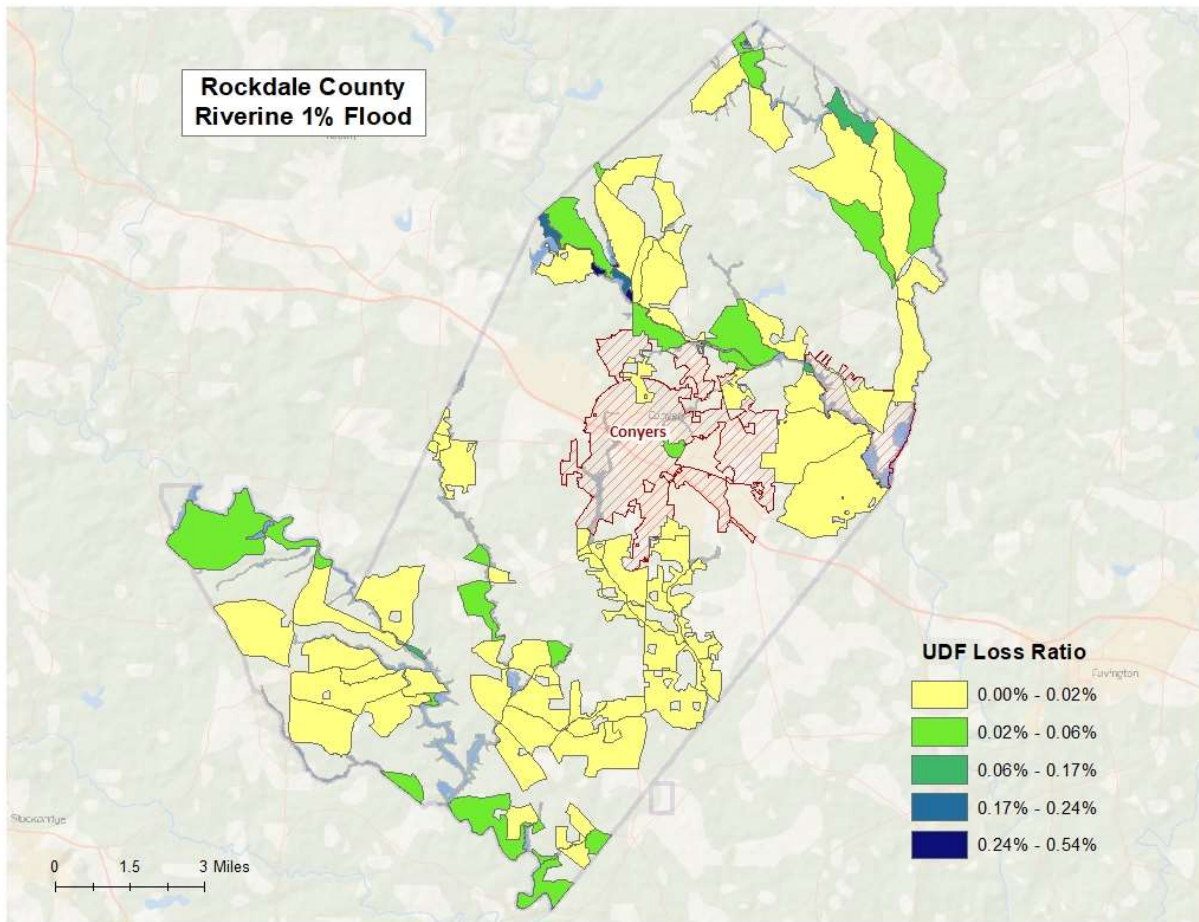 Rockdale County
Riverine 1% Flood
Conyers
UDF Loss Ratio
0.00% - 0.02%
0.02% - 0.06%
0.06% - 0.17%
0.17% - 0.24%
0.24% - 0.54%
Stockbridge
0 1.5 3 Miles